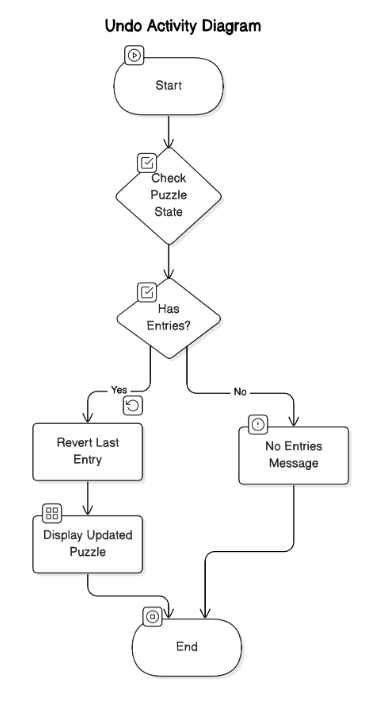 Undo Activity Diagram
Start
Check
Puzzle
State
Has
Entries?
Yes
No
Revert Last
Entry
No Entries
Message
Display Updated
Puzzle
End